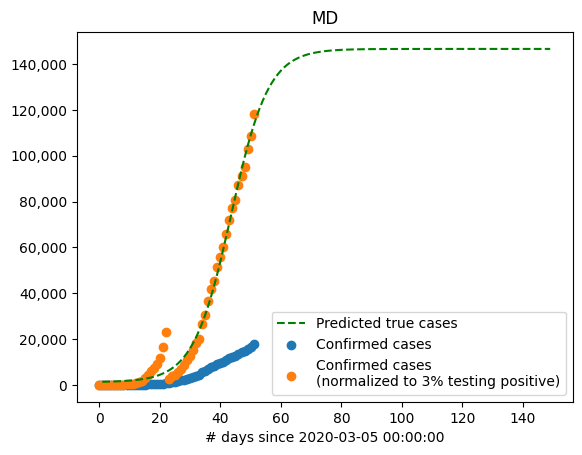 MD
140,000
120,000
100,000
80,000
60,000
40,000
20,000
0
0 20 40 60 80 100 120 140
# days since 2020-03-05 00:00:00
Predicted true cases
Confirmed cases
Confirmed cases
(normalized to 3% testing positive)